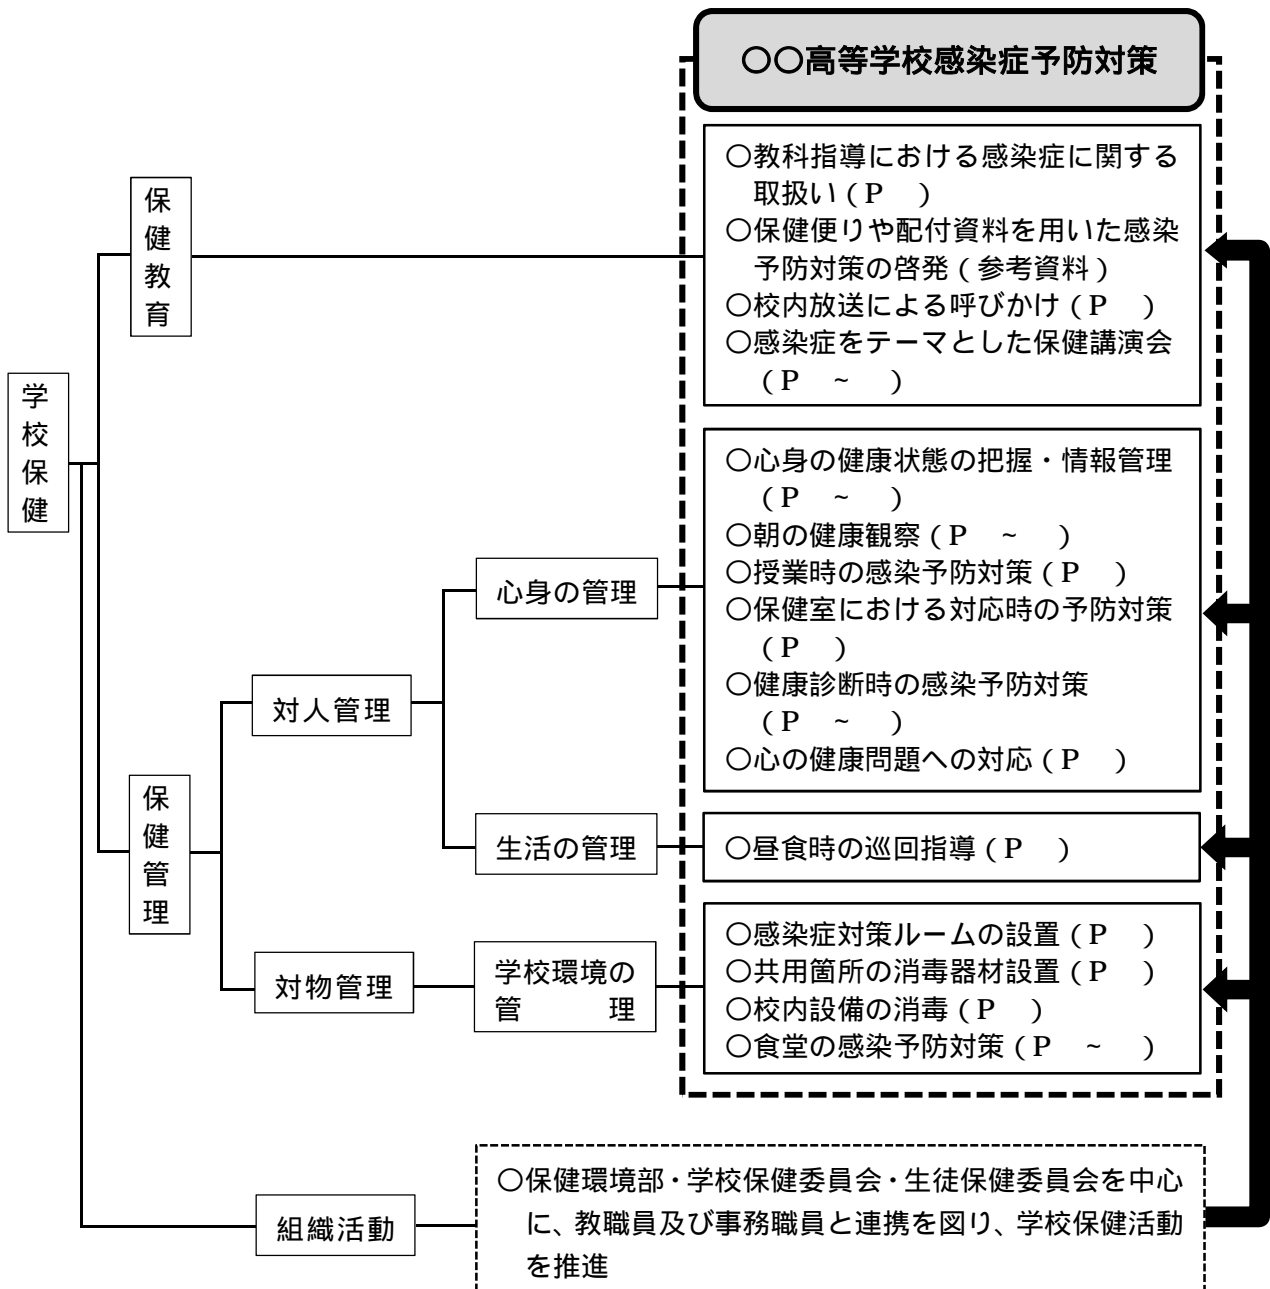 〇〇高等学校感染症予防対策
〇教科指導における感染症に関する
取扱い（P　）
〇保健便りや配付資料を用いた感染
予防対策の啓発（参考資料）
〇校内放送による呼びかけ（P　）
〇感染症をテーマとした保健講演会
（P　～　）
保健教育
学校保健
〇心身の健康状態の把握・情報管理
（P　～　）
〇朝の健康観察（P　～　）
〇授業時の感染予防対策（P　）
〇保健室における対応時の予防対策
（P　）
〇健康診断時の感染予防対策
（P　～　）
〇心の健康問題への対応（P　）
心身の管理
対人管理
保健管理
生活の管理
〇昼食時の巡回指導（P　）
対物管理
学校環境の
管　　　理
〇感染症対策ルームの設置（P　）
〇共用箇所の消毒器材設置（P　）
〇校内設備の消毒（P　）
〇食堂の感染予防対策（P　～　）
組織活動
〇保健環境部・学校保健委員会・生徒保健委員会を中心
に、教職員及び事務職員と連携を図り、学校保健活動
を推進